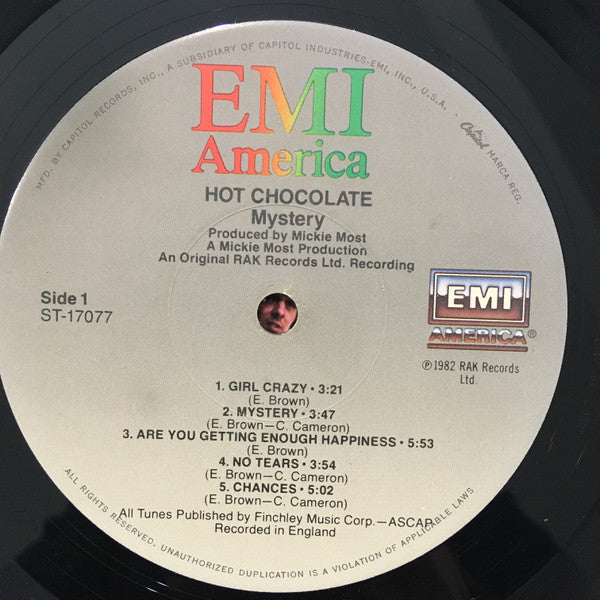 MFD. BY CAPITOL RECORDS, INC., A SUBSIDIARY OF CAPITOL INDUSTRIES-EMI, INC., U.S.A. • Capitol MARCA REG.
EMI
America
HOT CHOCOLATE
Mystery
Produced by Mickie Most
A Mickie Most Production
An Original RAK Records Ltd. Recording
Side 1
ST-17077
EMI
AMERICA®
Ⓟ1982 RAK Records
Ltd.
1. GIRL CRAZY • 3:21
(E. Brown)
2. MYSTERY • 3:47
(E. Brown—C. Cameron)
3. ARE YOU GETTING ENOUGH HAPPINESS • 5:53
(E. Brown)
4. NO TEARS • 3:54
(E. Brown—C. Cameron)
5. CHANCES • 5:02
(E. Brown—C. Cameron)
All Tunes Published by Finchley Music Corp.—ASCAP
Recorded in England
ALL RIGHTS RESERVED. UNAUTHORIZED DUPLICATION IS A VIOLATION OF APPLICABLE LAWS